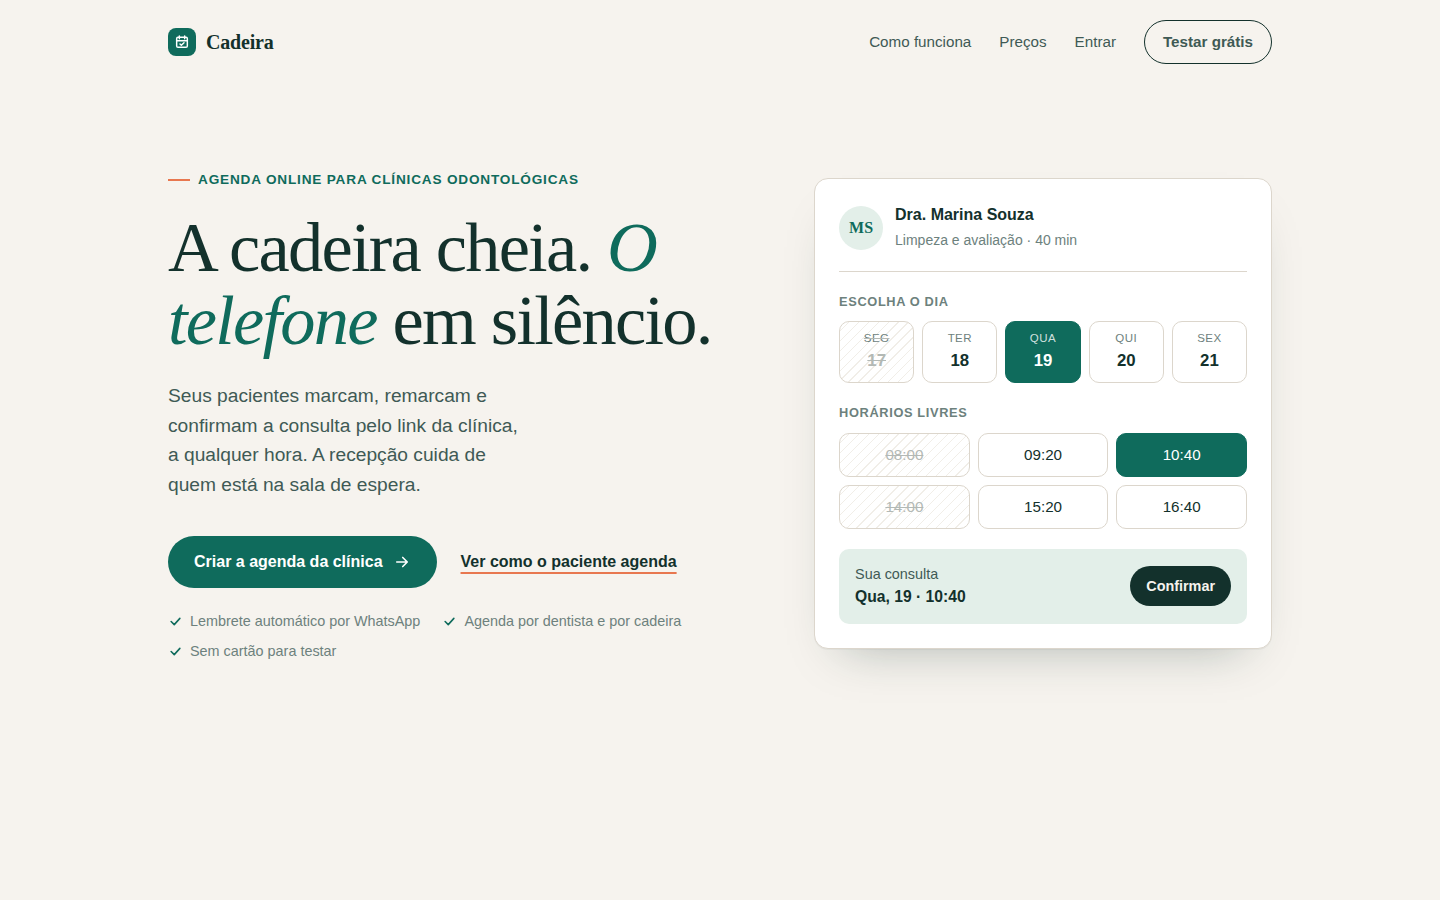 Cadeira
Como funciona
Preços
Entrar
Testar grátis
AGENDA ONLINE PARA CLÍNICAS ODONTOLÓGICAS
A cadeira cheia. O
telefone em silêncio.
Seus pacientes marcam, remarcam e
confirmam a consulta pelo link da clínica,
a qualquer hora. A recepção cuida de
quem está na sala de espera.
Criar a agenda da clínica
Ver como o paciente agenda
Lembrete automático por WhatsApp
Agenda por dentista e por cadeira
Sem cartão para testar
MS
Dra. Marina Souza
Limpeza e avaliação · 40 min
ESCOLHA O DIA
SEG TER QUA QUI SEX
17 18 19 20 21
HORÁRIOS LIVRES
08:00 09:20 10:40
14:00 15:20 16:40
Sua consulta
Qua, 19 · 10:40
Confirmar